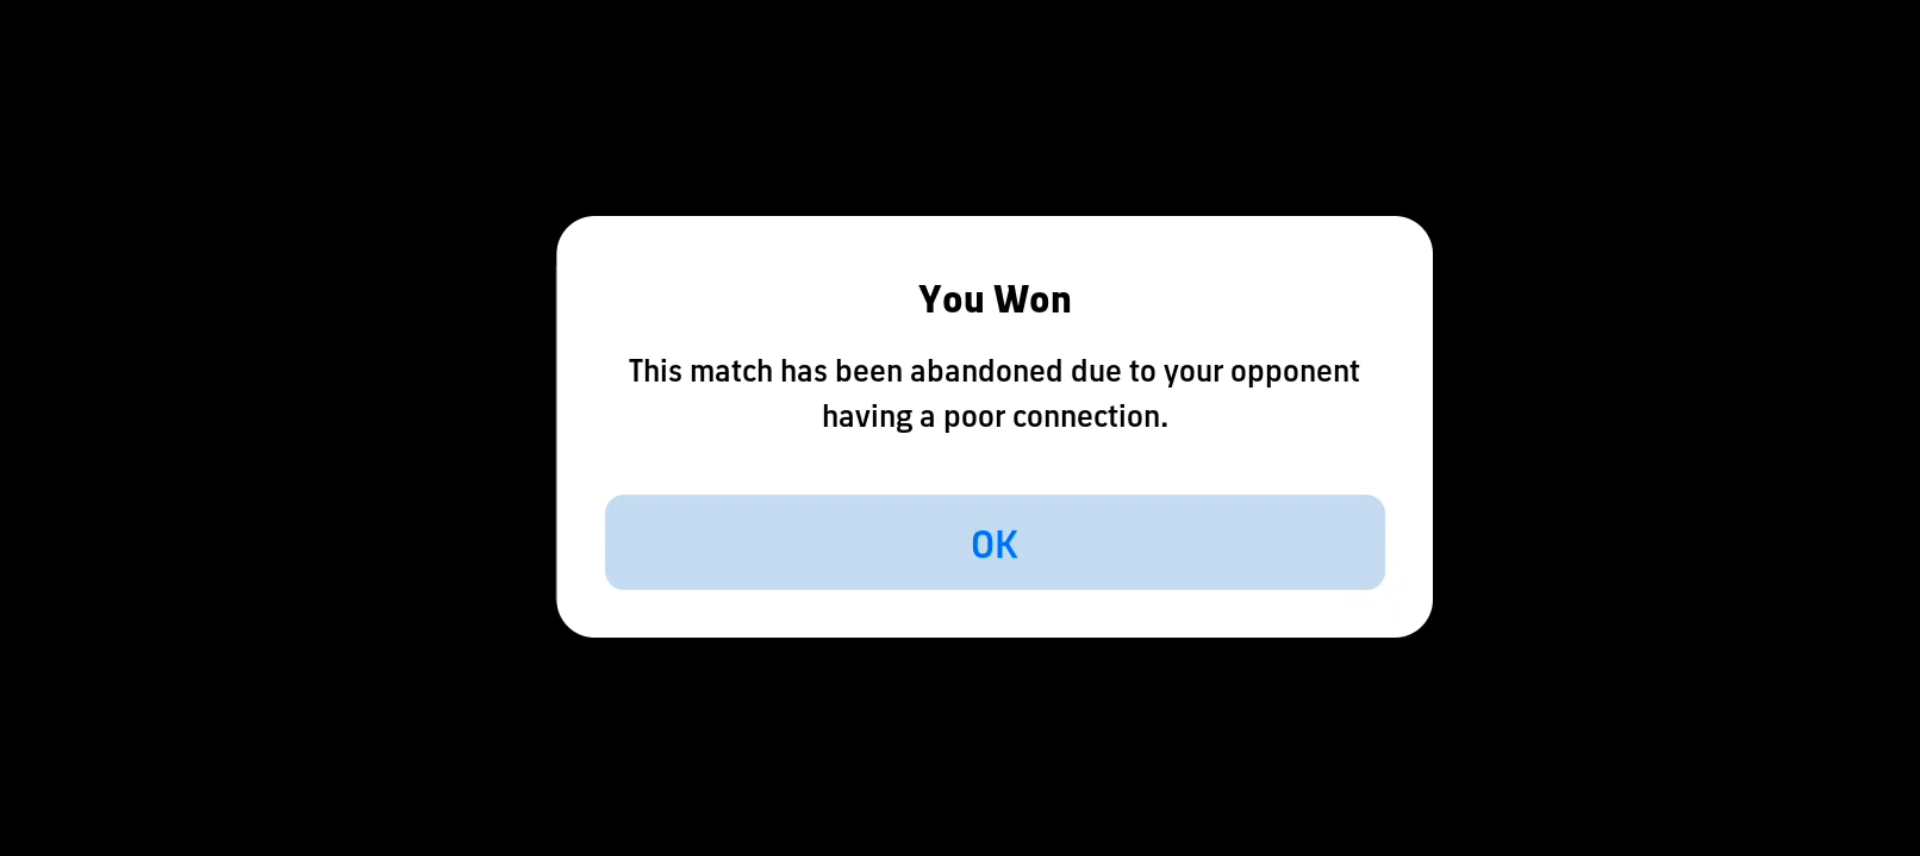 You Won
This match has been abandoned due to your opponent
having a poor connection.
OK